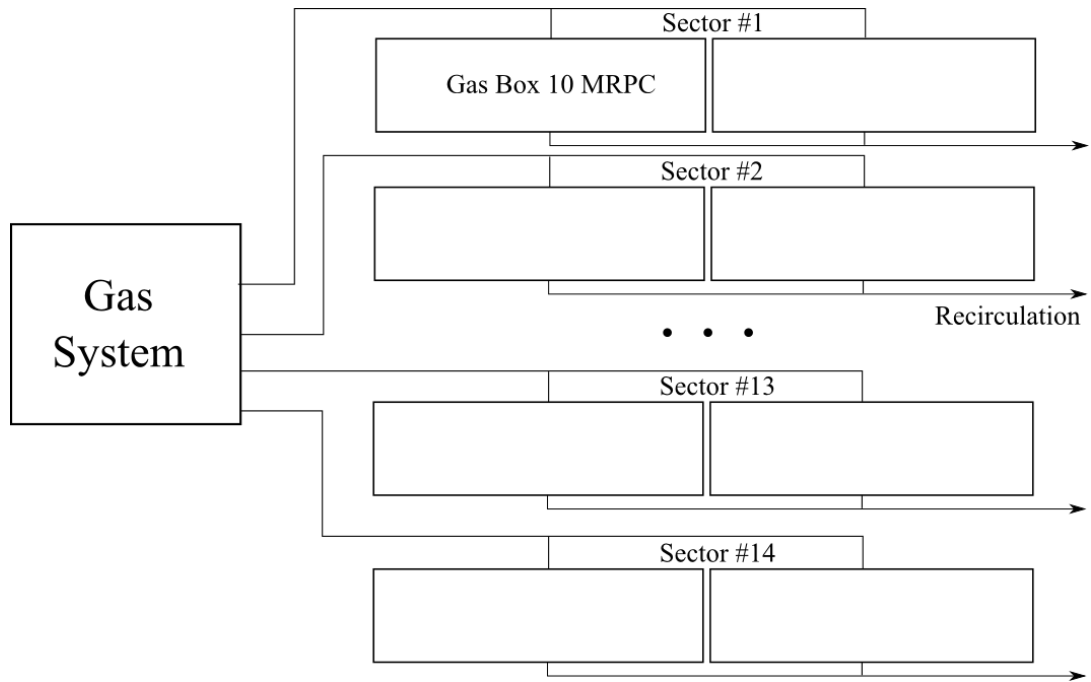 Sector #1
Gas Box 10 MRPC
Sector #2
Gas
System
Recirculation
Sector #13
Sector #14